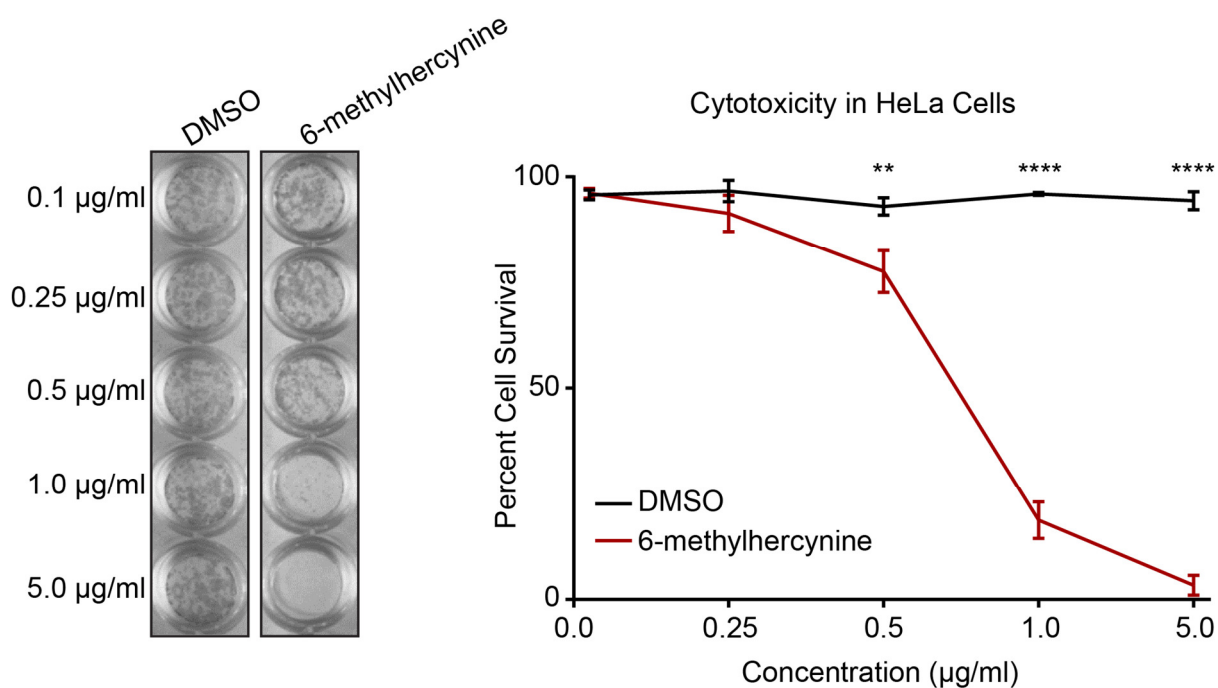 DMSO
6-methylhercynine
0.1 µg/ml
0.25 µg/ml
0.5 µg/ml
1.0 µg/ml
5.0 µg/ml
Cytotoxicity in HeLa Cells
** **** ****
100
50
0
Percent Cell Survival
DMSO
6-methylhercynine
0.0 0.25 0.5 1.0 5.0
Concentration (µg/ml)